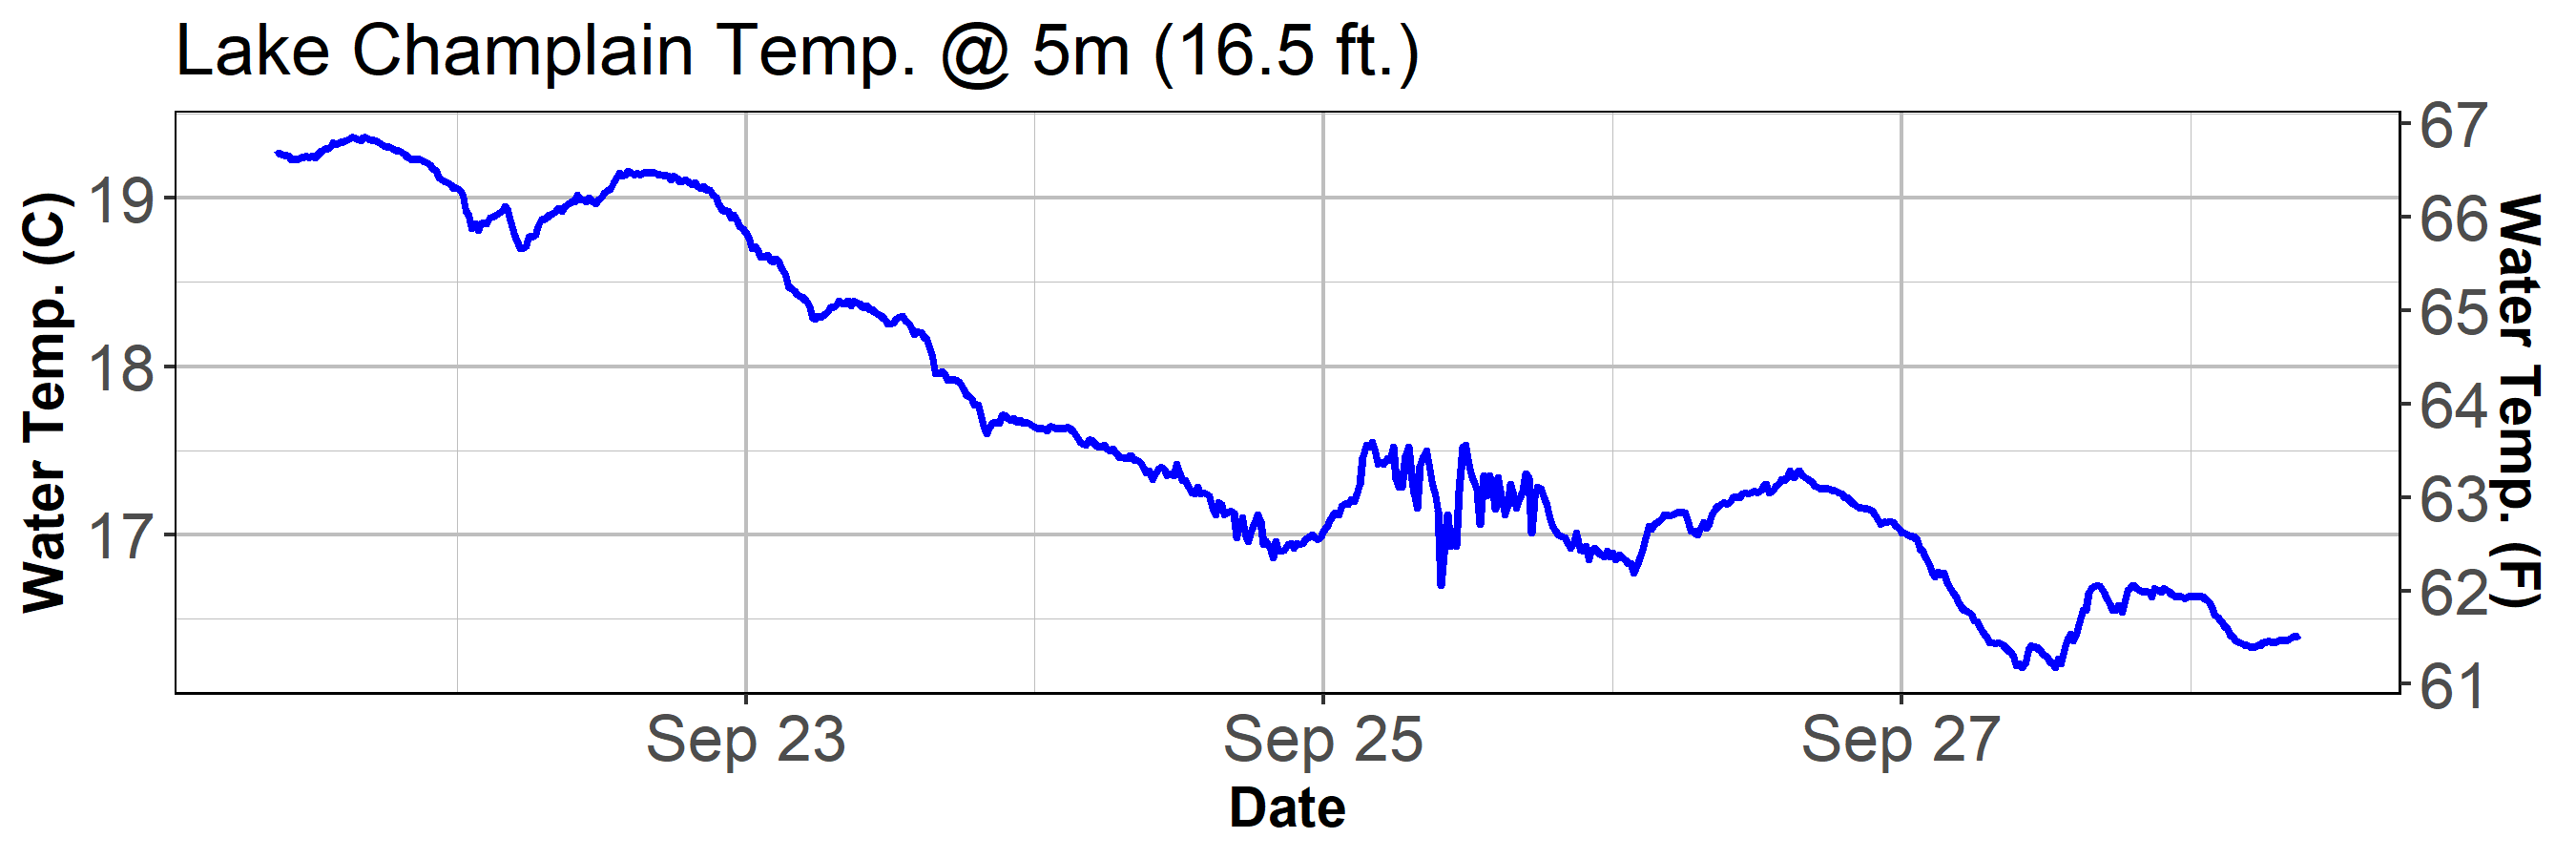 Lake Champlain Temp. @ 5m (16.5 ft.)
Water Temp. (C)
19
18
17
67
66
65
64
63
62
61
Water Temp. (F)
Sep 23 Sep 25 Sep 27
Date